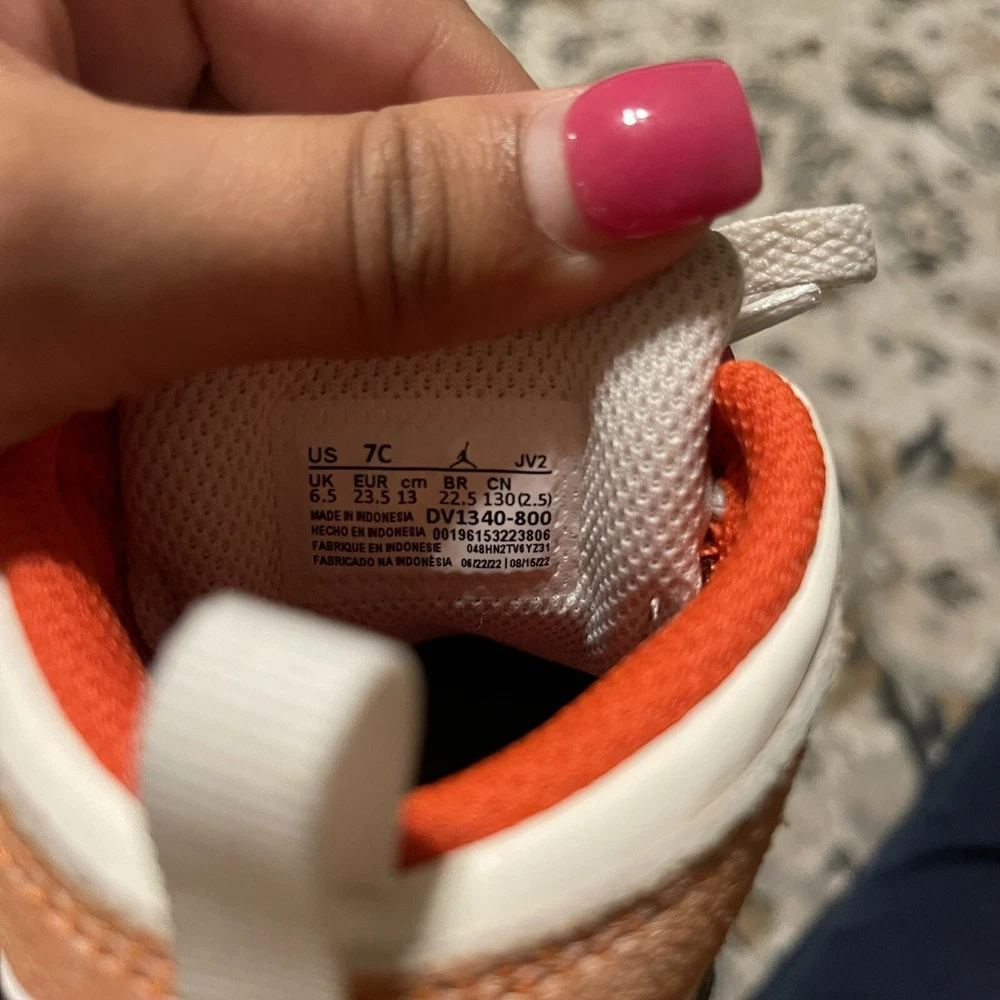 US 7C JV2
UK EUR cm BR CN
6.5 23.5 13 22.5 130(2.5)
MADE IN INDONESIA DV1340-800
HECHO EN INDONESIA 00196153223806
FABRIQUE EN INDONESIE 048HN2TV6YZ31
FABRICADO NA INDONÉSIA 06/22/22 | 08/15/22